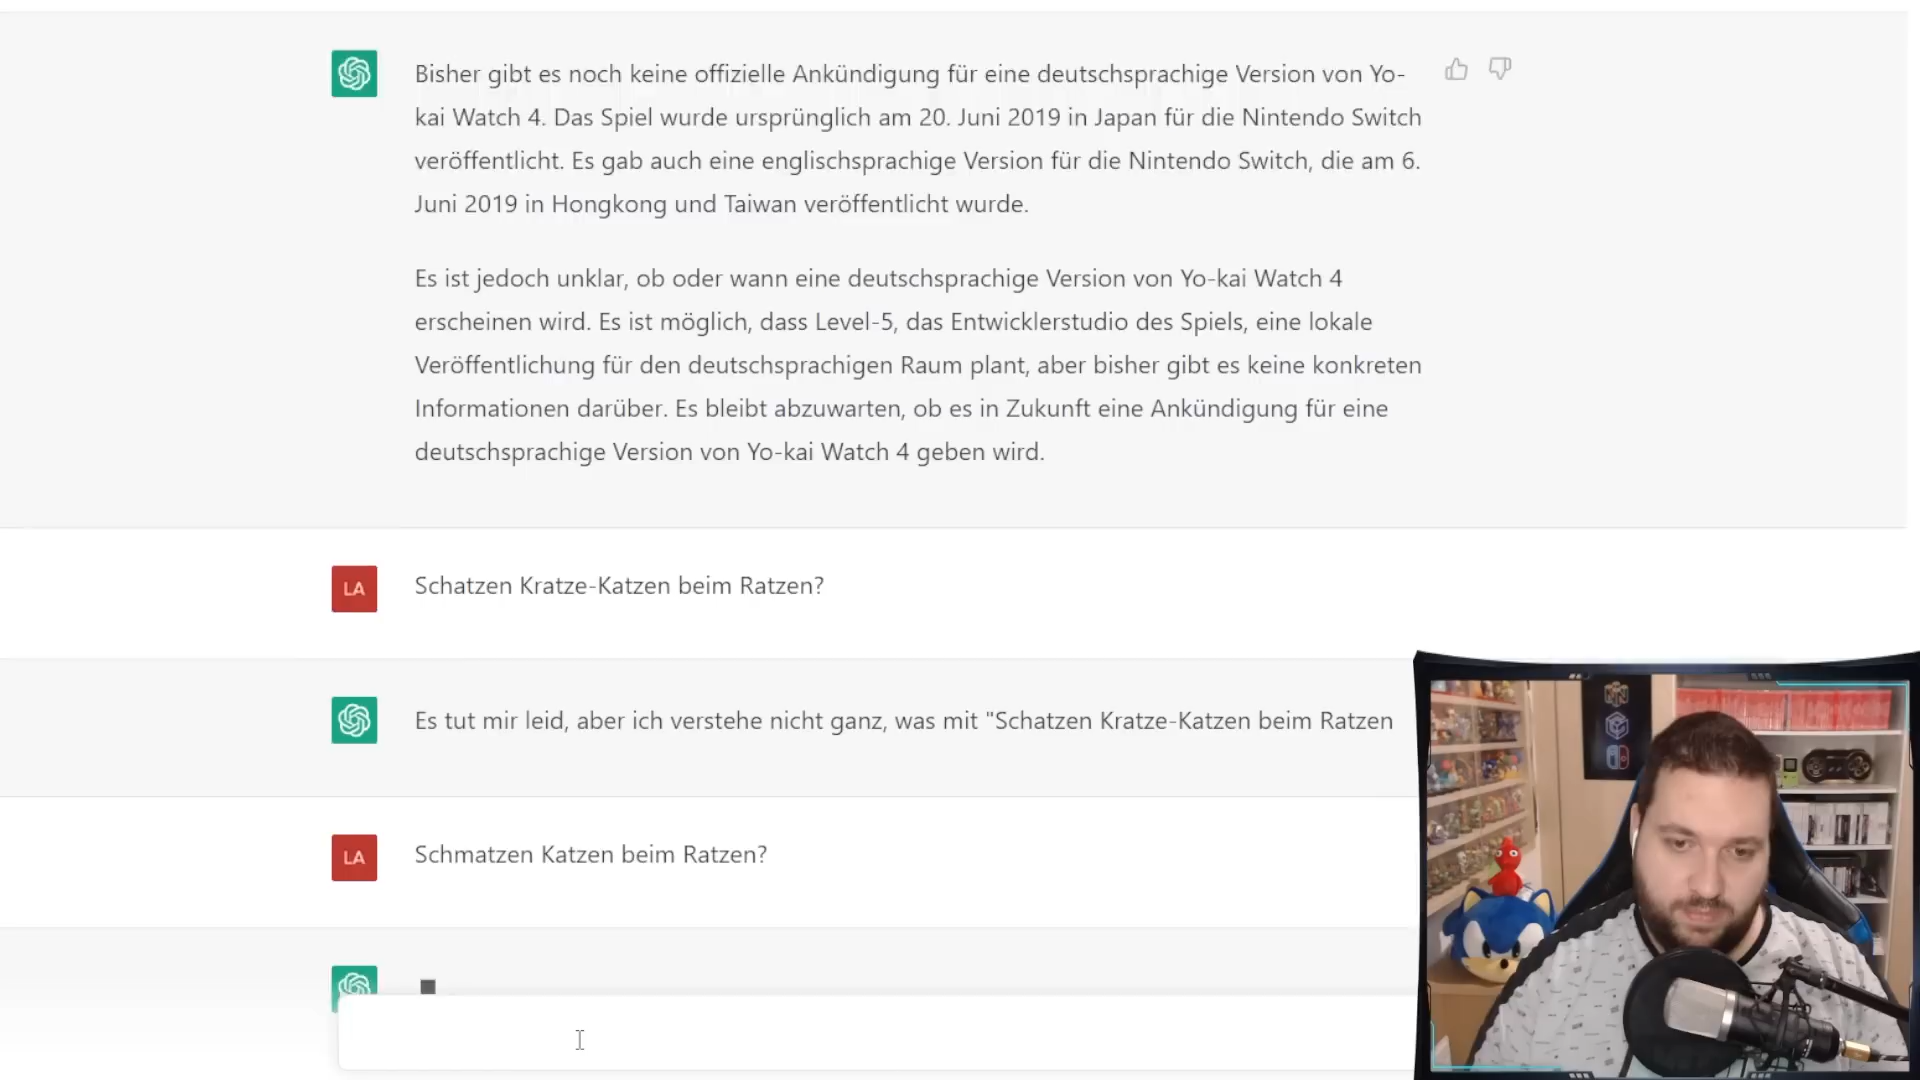 Bisher gibt es noch keine offizielle Ankündigung für eine deutschsprachige Version von Yo-
kai Watch 4. Das Spiel wurde ursprünglich am 20. Juni 2019 in Japan für die Nintendo Switch
veröffentlicht. Es gab auch eine englischsprachige Version für die Nintendo Switch, die am 6.
Juni 2019 in Hongkong und Taiwan veröffentlicht wurde.
Es ist jedoch unklar, ob oder wann eine deutschsprachige Version von Yo-kai Watch 4
erscheinen wird. Es ist möglich, dass Level-5, das Entwicklerstudio des Spiels, eine lokale
Veröffentlichung für den deutschsprachigen Raum plant, aber bisher gibt es keine konkreten
Informationen darüber. Es bleibt abzuwarten, ob es in Zukunft eine Ankündigung für eine
deutschsprachige Version von Yo-kai Watch 4 geben wird.
LA Schatzen Kratze-Katzen beim Ratzen?
Es tut mir leid, aber ich verstehe nicht ganz, was mit "Schatzen Kratze-Katzen beim Ratzen
LA Schmatzen Katzen beim Ratzen?